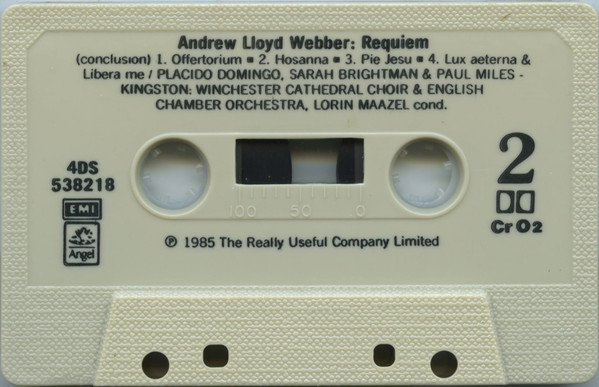 Andrew Lloyd Webber: Requiem
(conclusion) 1. Offertorium ▪ 2. Hosanna ▪ 3. Pie Jesu ▪ 4. Lux aeterna &
Libera me / PLACIDO DOMINGO, SARAH BRIGHTMAN & PAUL MILES -
KINGSTON: WINCHESTER CATHEDRAL CHOIR & ENGLISH
CHAMBER ORCHESTRA, LORIN MAAZEL cond.
4DS
538218
EMI
Angel
100 50 0
2
Cr O2
℗ 1985 The Really Useful Company Limited